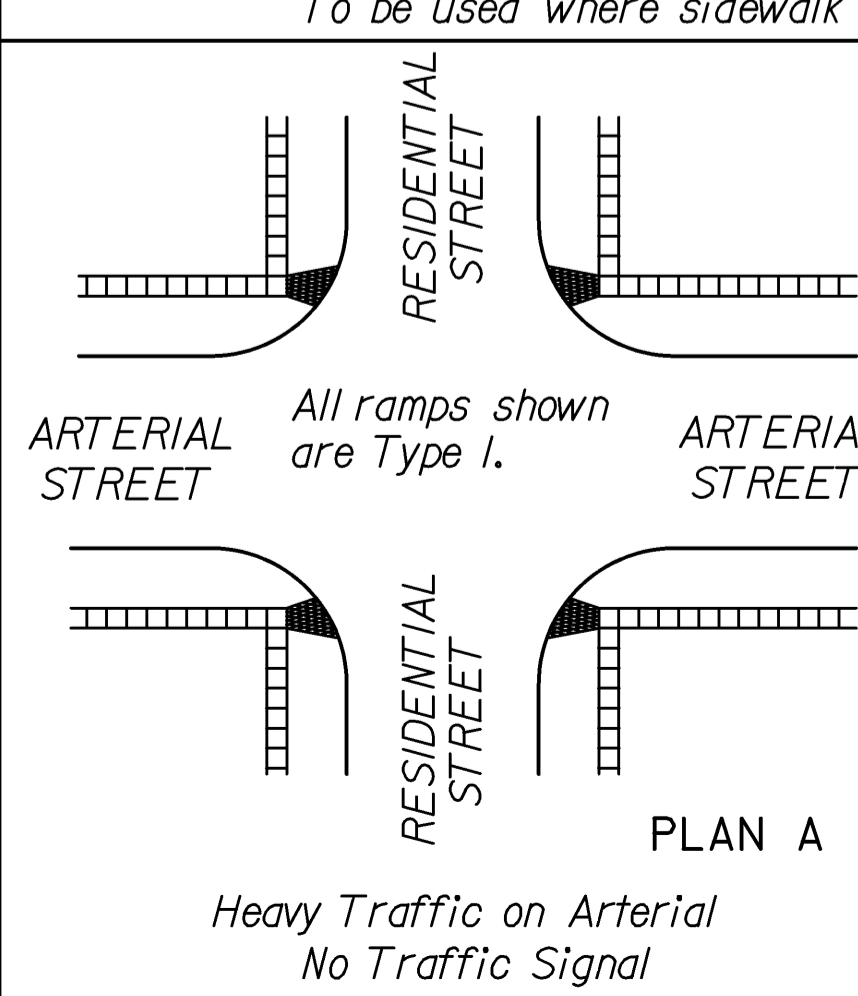 To be used where sidewalk
RESIDENTIAL
STREET
All ramps shown
are Type I.
ARTERIAL
STREET
ARTERIA
STREET
RESIDENTIAL
STREET
PLAN A
Heavy Traffic on Arterial
No Traffic Signal